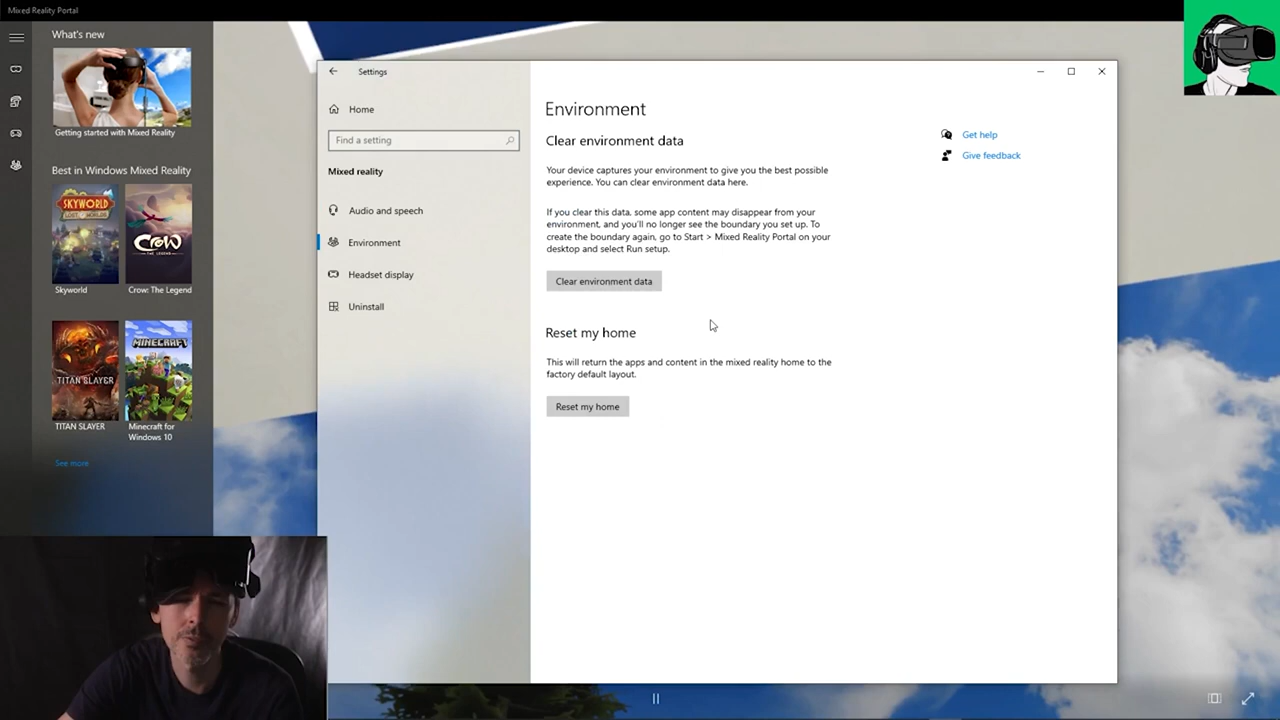 Mixed Reality Portal
What's new
Getting started with Mixed Reality
Best in Windows Mixed Reality
SKYWORLD
LOST WORLDS
CROW
THE LEGEND
Skyworld
Crow: The Legend
TITAN SLAYER
MINECRAFT
TITAN SLAYER
Minecraft for
Windows 10
See more
Settings
Home
Find a setting
Mixed reality
Audio and speech
Environment
Headset display
Uninstall
Environment
Clear environment data
Your device captures your environment to give you the best possible
experience. You can clear environment data here.
If you clear this data, some app content may disappear from your
environment, and you'll no longer see the boundary you set up. To
create the boundary again, go to Start > Mixed Reality Portal on your
desktop and select Run setup.
Clear environment data
Reset my home
This will return the apps and content in the mixed reality home to the
factory default layout.
Reset my home
Get help
Give feedback